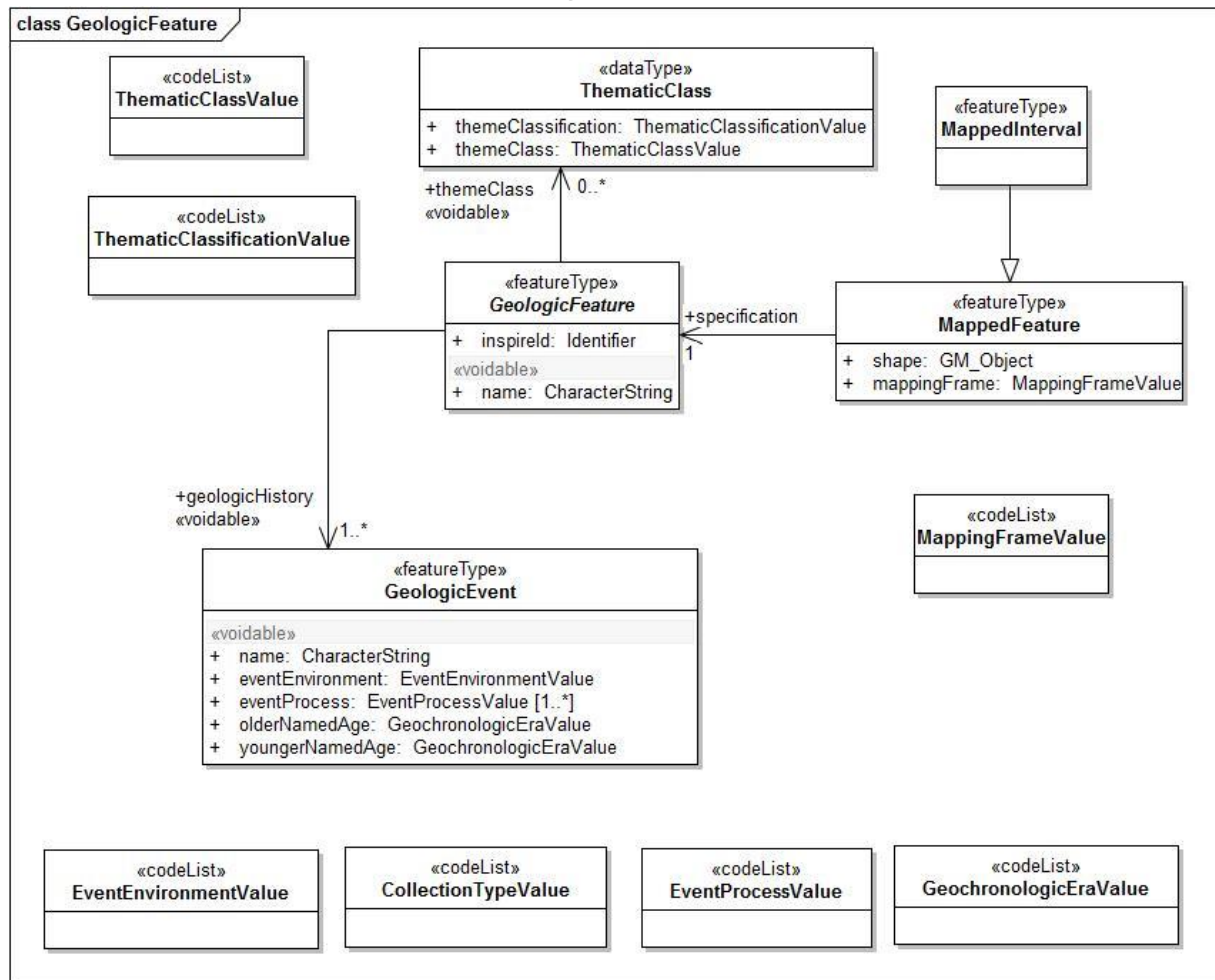 class GeologicFeature
«codeList»
ThematicClassValue
«dataType»
ThematicClass
+ themeClassification: ThematicClassificationValue
+ themeClass: ThematicClassValue
«featureType»
MappedInterval
«codeList»
ThematicClassificationValue
+themeClass
«voidable»
0..*
«featureType»
GeologicFeature
+ inspireId: Identifier
«voidable»
+ name: CharacterString
+specification
1
«featureType»
MappedFeature
+ shape: GM_Object
+ mappingFrame: MappingFrameValue
+geologicHistory
«voidable»
1..*
«codeList»
MappingFrameValue
«featureType»
GeologicEvent
«voidable»
+ name: CharacterString
+ eventEnvironment: EventEnvironmentValue
+ eventProcess: EventProcessValue [1..*]
+ olderNamedAge: GeochronologicEraValue
+ youngerNamedAge: GeochronologicEraValue
«codeList»
EventEnvironmentValue
«codeList»
CollectionTypeValue
«codeList»
EventProcessValue
«codeList»
GeochronologicEraValue